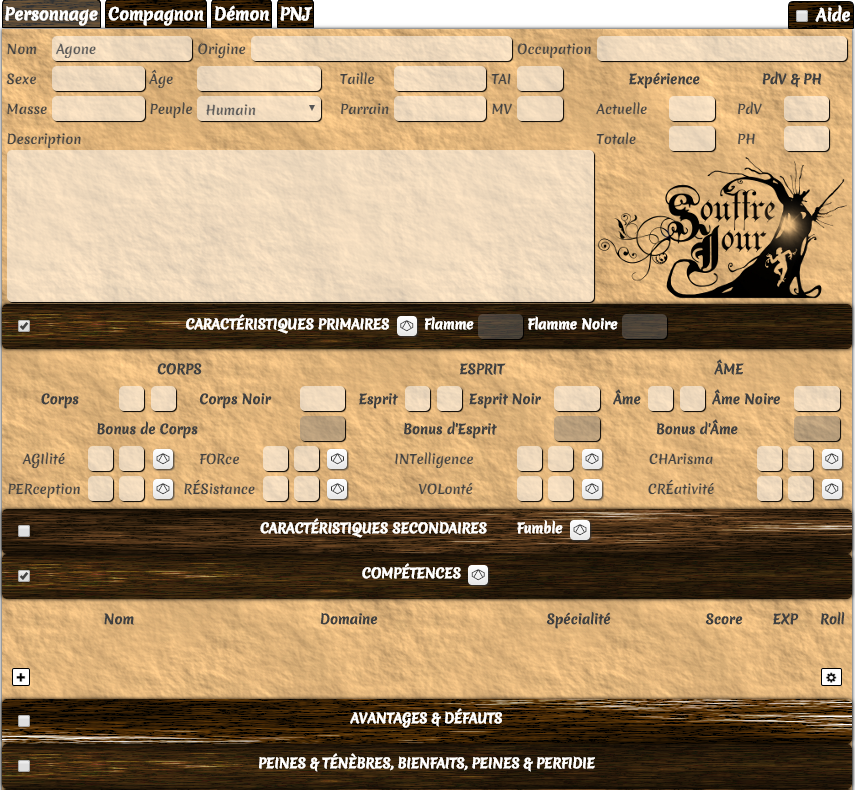 Personnage Compagnon Démon PNJ Aide
Nom Agone Origine Occupation
Sexe Âge Taille TAI Expérience PdV & PH
Masse Peuple Humain Parrain MV Actuelle PdV
Description Totale PH
Souffre
Jour
CARACTÉRISTIQUES PRIMAIRES Flamme Flamme Noire
CORPS ESPRIT ÂME
Corps Corps Noir Esprit Esprit Noir Âme Âme Noire
Bonus de Corps Bonus d'Esprit Bonus d'Âme
AGIlité FORce INTelligence CHArisma
PERception RÉSistance VOLonté CRÉativité
CARACTÉRISTIQUES SECONDAIRES Fumble
COMPÉTENCES
Nom Domaine Spécialité Score EXP Roll
AVANTAGES & DÉFAUTS
PEINES & TÉNÈBRES, BIENFAITS, PEINES & PERFIDIE